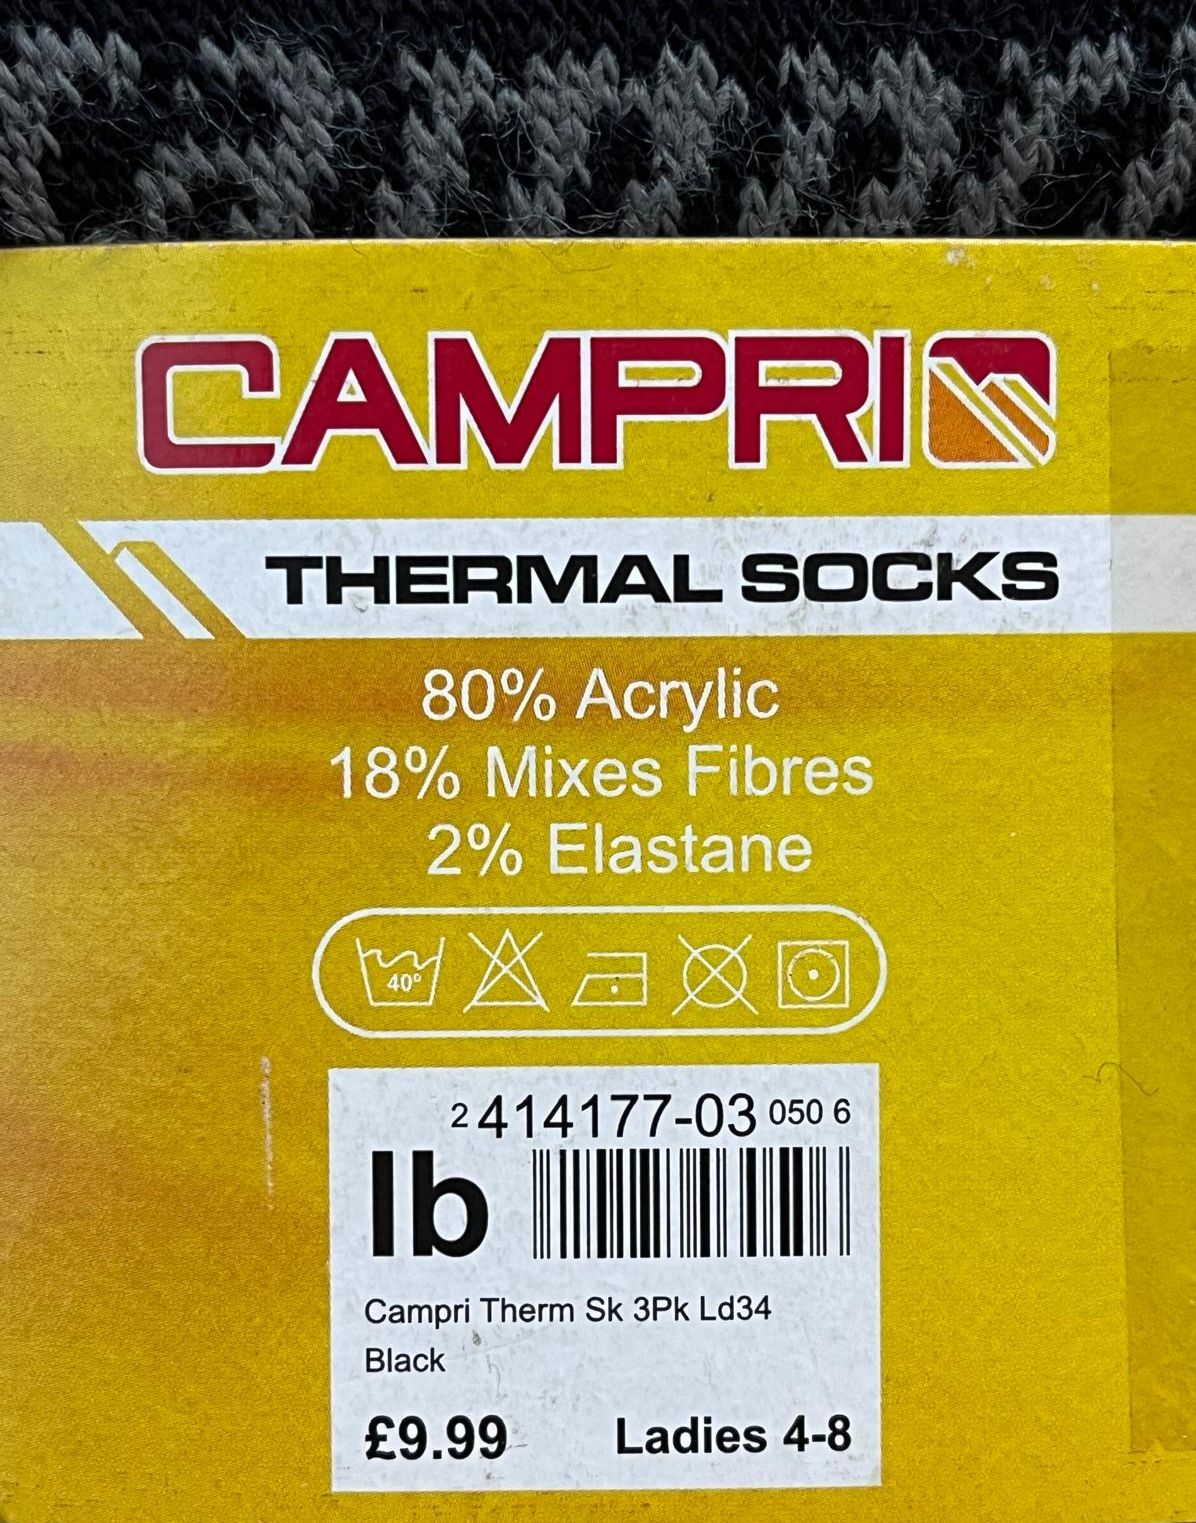 CAMPRI
THERMAL SOCKS
80% Acrylic
18% Mixes Fibres
2% Elastane
40°
2 414177-03 050 6
lb
Campri Therm Sk 3Pk Ld34
Black
£9.99 Ladies 4-8